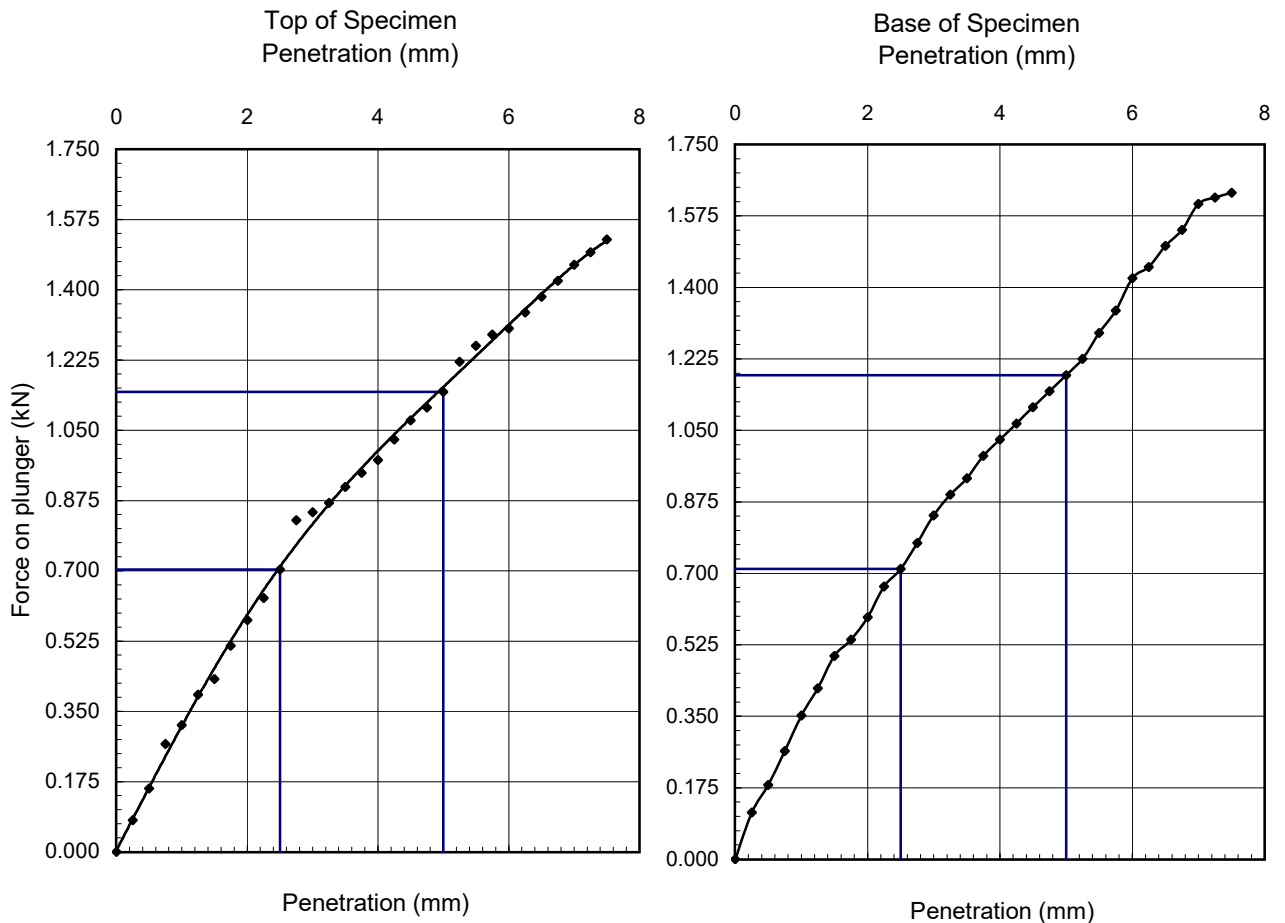 Top of Specimen
Penetration (mm)
0 2 4 6 8
1.750
1.575
1.400
1.225
1.050
0.875
0.700
0.525
0.350
0.175
0.000
Force on plunger (kN)
Penetration (mm)
Base of Specimen
Penetration (mm)
0 2 4 6 8
1.750
1.575
1.400
1.225
1.050
0.875
0.700
0.525
0.350
0.175
0.000
Penetration (mm)